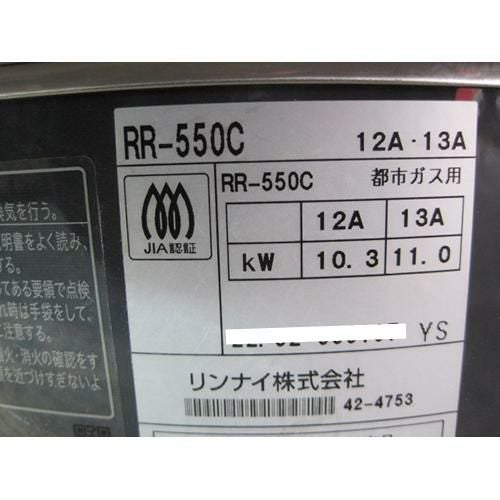 RR-550C 12A·13A
JIA認証
RR-550C 都市ガス用
12A 13A
kW 10.3 11.0
YS
リンナイ株式会社
42-4753
気を行う。
明書をよく読み、
する。
てある要領で点検
れ時は手袋をして、
注意する。
火・消火の確認をす
を近づけすぎないよ